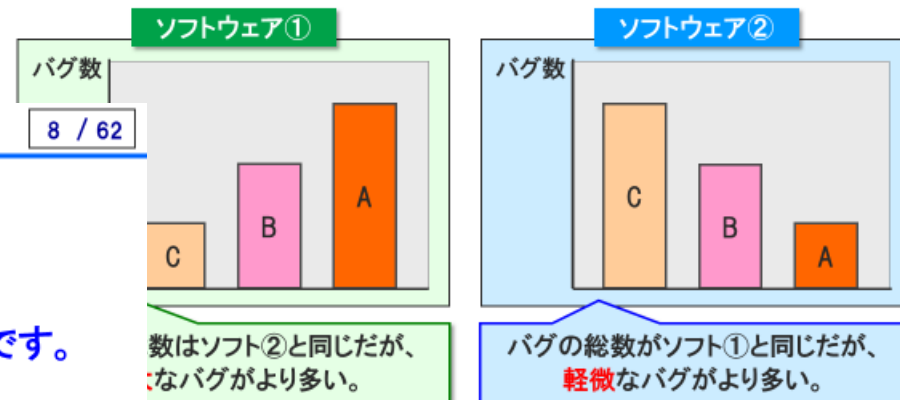 ソフトウェア①
バグ数
C
B
A
8 / 62
です。
数はソフト②と同じだが、
なバグがより多い。
ソフトウェア②
バグ数
C
B
A
バグの総数がソフト①と同じだが、
軽微なバグがより多い。